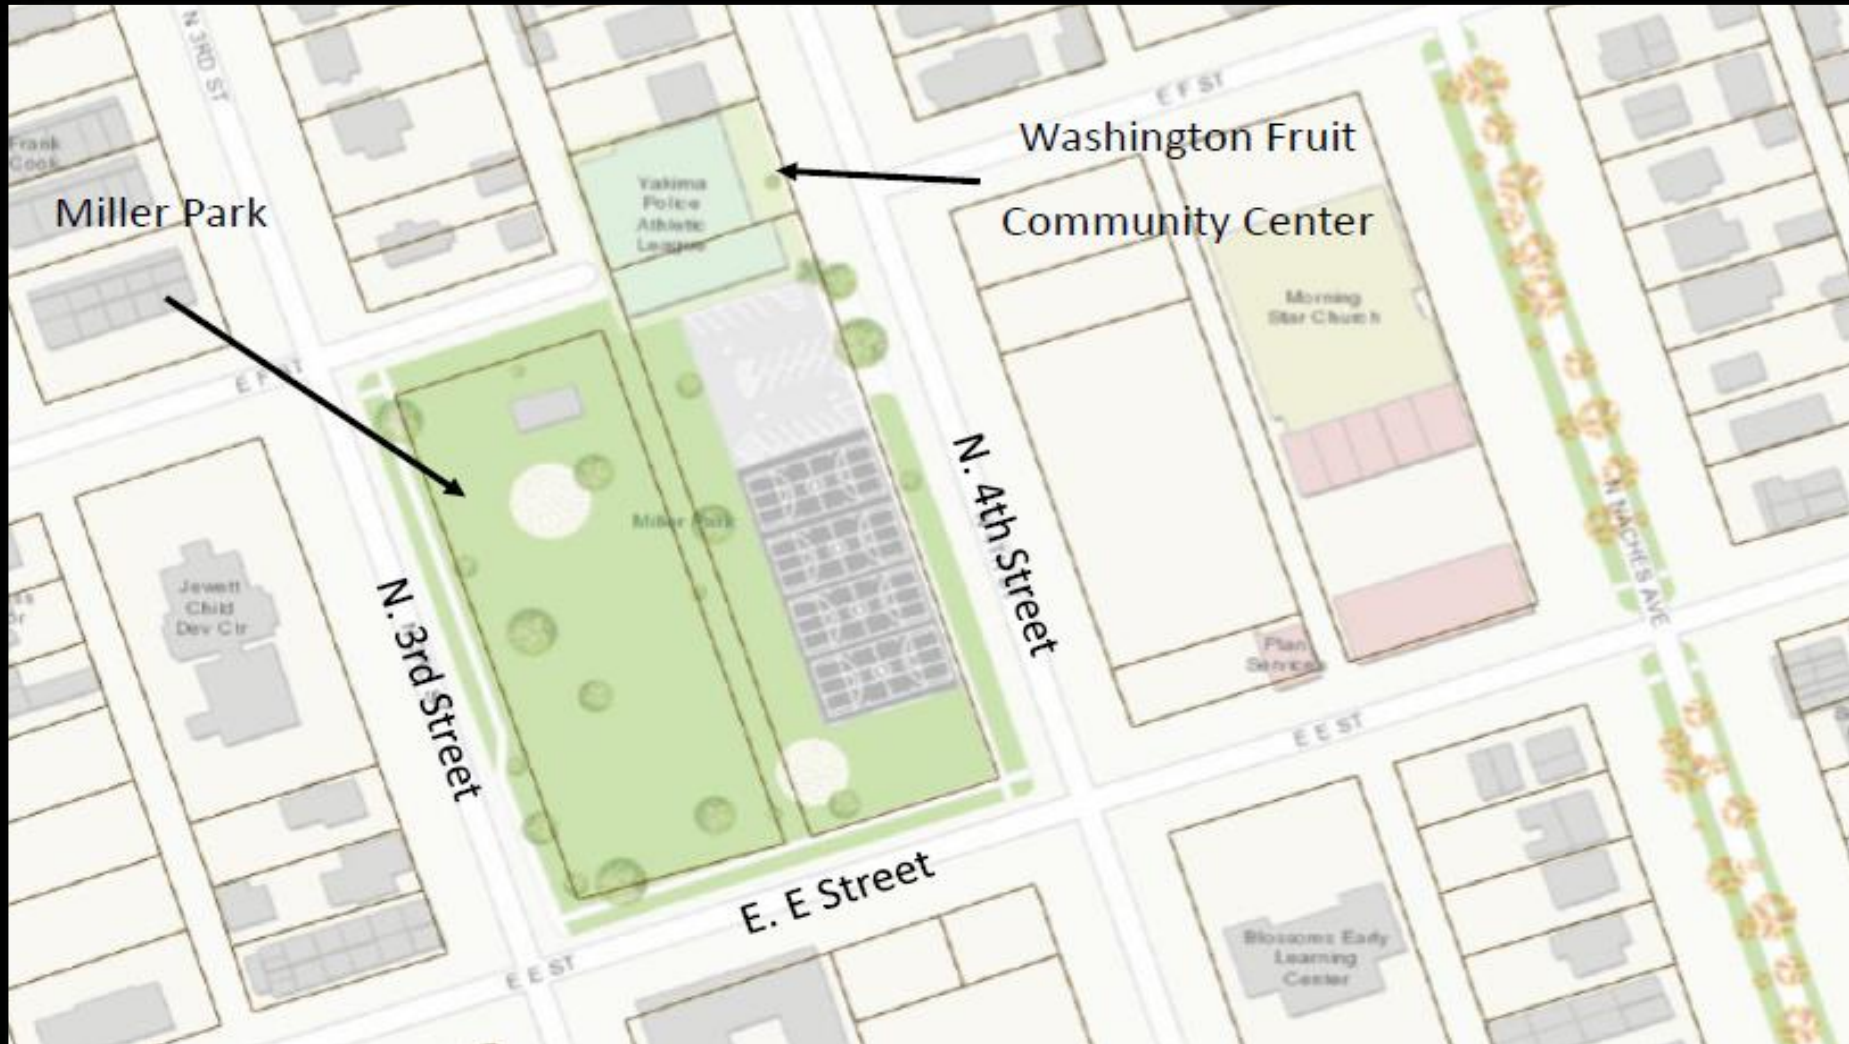 N 3RD ST
E F ST
Washington Fruit
Community Center
Frank
Cook
Miller Park
Yakima
Police
Athletic
League
Morning
Star Church
E F ST
Miller Park
N. 4th Street
N NACHES AVE
Jewett
Child
Dev Ctr
N. 3rd Street
Plan
Services
E E ST
E. E Street
E E ST
Blossoms Early
Learning
Center